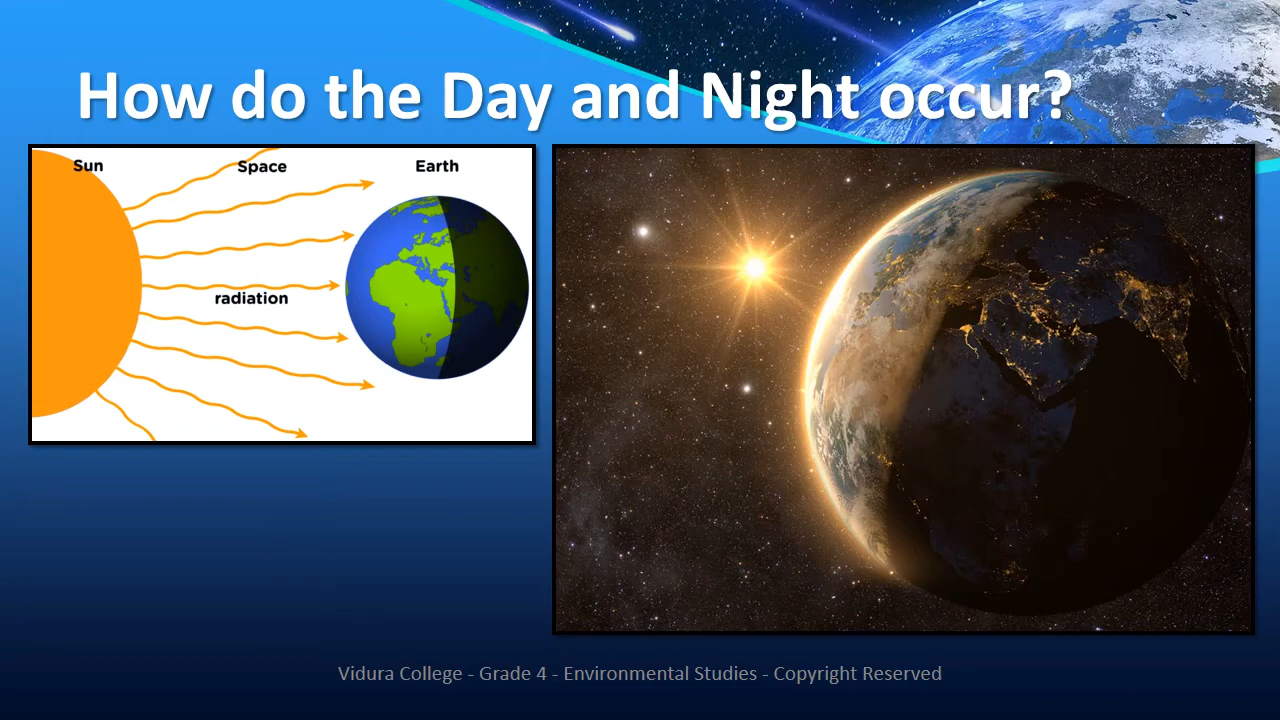 How do the Day and Night occur?
Sun
Space
Earth
radiation
Vidura College - Grade 4 - Environmental Studies - Copyright Reserved